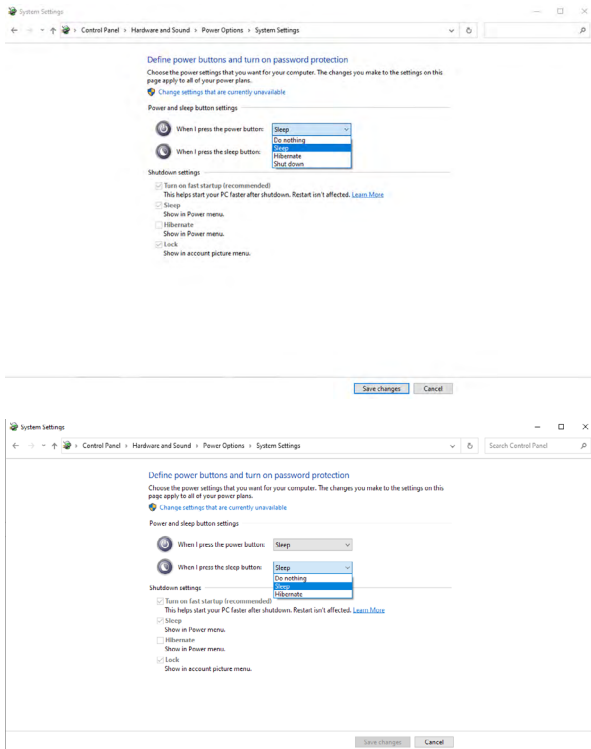 System Settings
Control Panel > Hardware and Sound > Power Options > System Settings
Define power buttons and turn on password protection
Choose the power settings that you want for your computer. The changes you make to the settings on this
page apply to all of your power plans.
Change settings that are currently unavailable
Power and sleep button settings
When I press the power button: Sleep
Do nothing
Sleep
Hibernate
Shut down
When I press the sleep button:
Shutdown settings
Turn on fast startup (recommended)
This helps start your PC faster after shutdown. Restart isn't affected. Learn More
Sleep
Show in Power menu.
Hibernate
Show in Power menu.
Lock
Show in account picture menu.
Save changes Cancel
System Settings
Control Panel > Hardware and Sound > Power Options > System Settings Search Control Panel
Define power buttons and turn on password protection
Choose the power settings that you want for your computer. The changes you make to the settings on this
page apply to all of your power plans.
Change settings that are currently unavailable
Power and sleep button settings
When I press the power button: Sleep
When I press the sleep button: Sleep
Do nothing
Sleep
Hibernate
Shutdown settings
Turn on fast startup (recommended)
This helps start your PC faster after shutdown. Restart isn't affected. Learn More
Sleep
Show in Power menu.
Hibernate
Show in Power menu.
Lock
Show in account picture menu.
Save changes Cancel